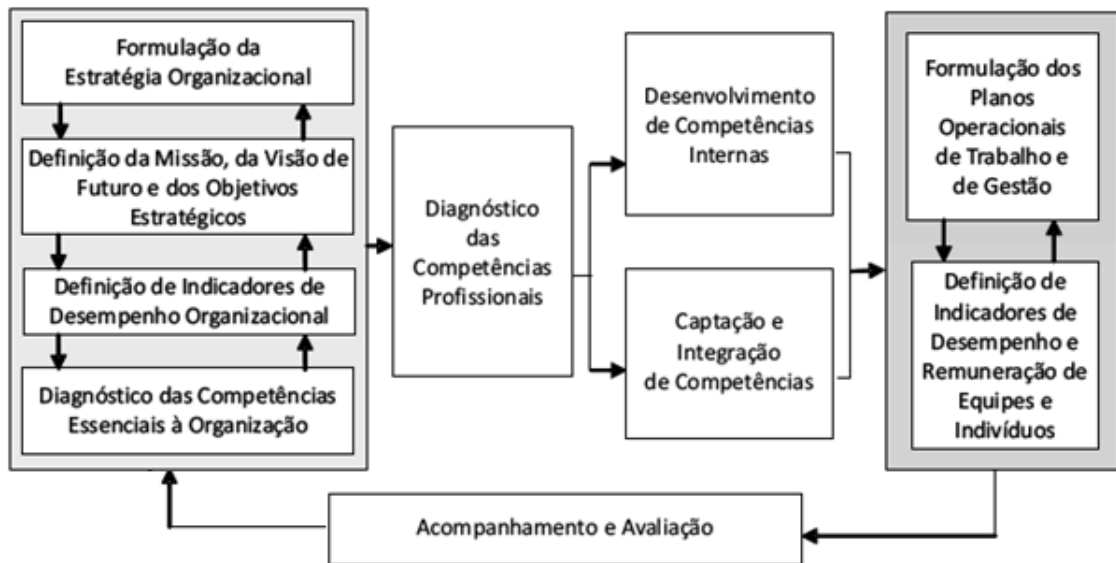 Formulação da
Estratégia Organizacional
Definição da Missão, da Visão de
Futuro e dos Objetivos
Estratégicos
Definição de Indicadores de
Desempenho Organizacional
Diagnóstico das Competências
Essenciais à Organização
Diagnóstico
das
Competências
Profissionais
Desenvolvimento
de Competências
Internas
Captação e
Integração
de Competências
Formulação dos
Planos
Operacionais
de Trabalho e
de Gestão
Definição de
Indicadores de
Desempenho e
Remuneração de
Equipes e
Indivíduos
Acompanhamento e Avaliação